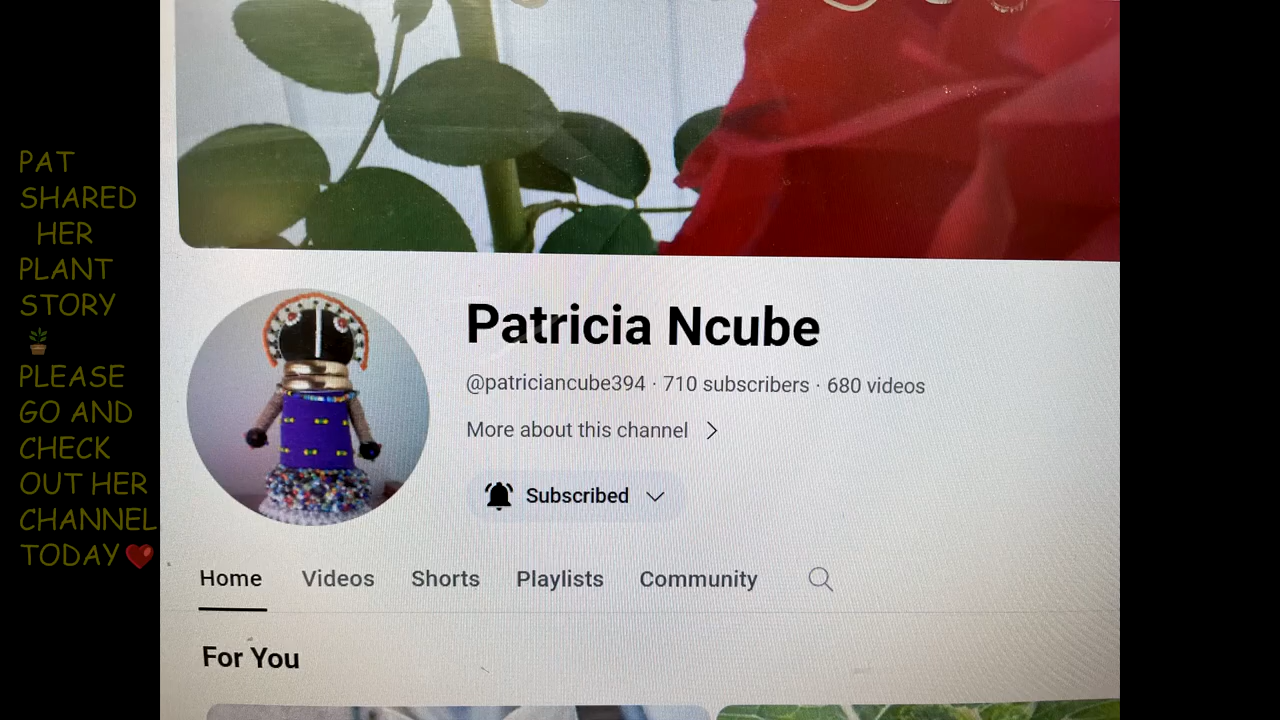 PAT
SHARED
HER
PLANT
STORY
🪴
PLEASE
GO AND
CHECK
OUT HER
CHANNEL
TODAY❤️
Patricia Ncube
@patriciancube394 · 710 subscribers · 680 videos
More about this channel >
Subscribed
Home Videos Shorts Playlists Community
For You